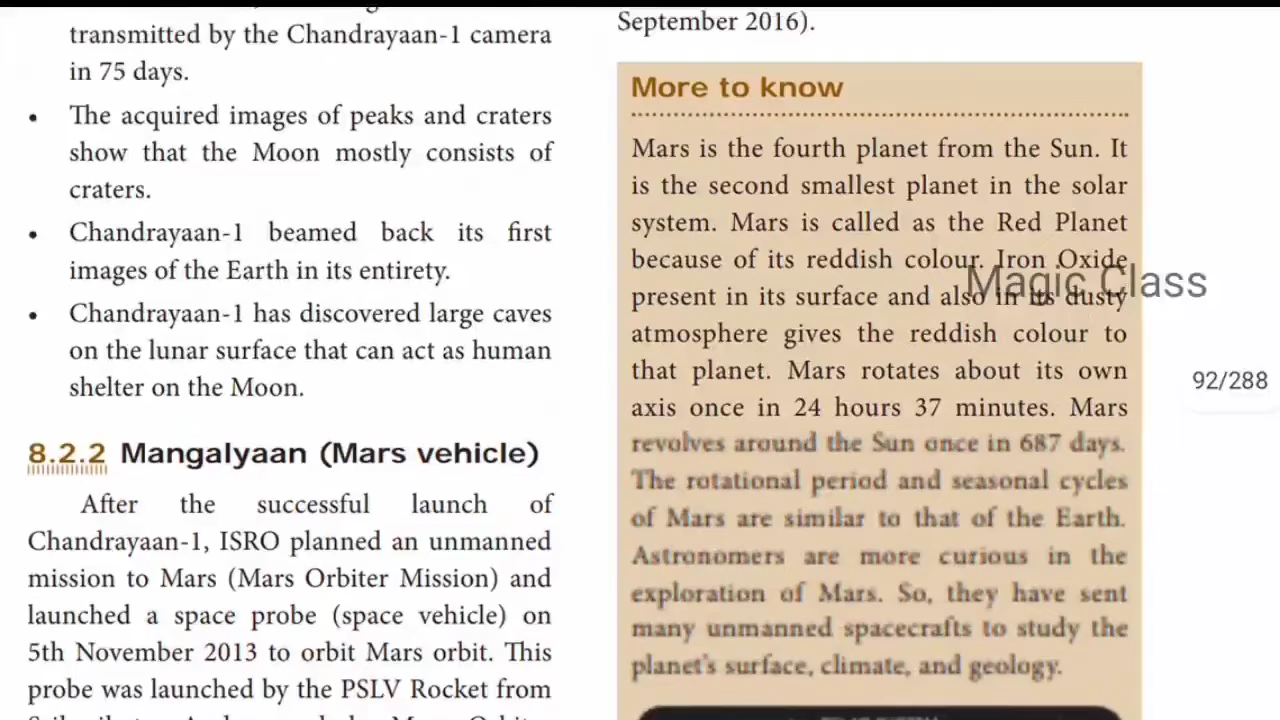 transmitted by the Chandrayaan-1 camera
in 75 days.
• The acquired images of peaks and craters
show that the Moon mostly consists of
craters.
• Chandrayaan-1 beamed back its first
images of the Earth in its entirety.
• Chandrayaan-1 has discovered large caves
on the lunar surface that can act as human
shelter on the Moon.
8.2.2 Mangalyaan (Mars vehicle)
After the successful launch of
Chandrayaan-1, ISRO planned an unmanned
mission to Mars (Mars Orbiter Mission) and
launched a space probe (space vehicle) on
5th November 2013 to orbit Mars orbit. This
probe was launched by the PSLV Rocket from
September 2016).
More to know
Mars is the fourth planet from the Sun. It
is the second smallest planet in the solar
system. Mars is called as the Red Planet
because of its reddish colour. Iron Oxide
present in its surface and also in its dusty
atmosphere gives the reddish colour to
that planet. Mars rotates about its own
axis once in 24 hours 37 minutes. Mars
revolves around the Sun once in 687 days.
The rotational period and seasonal cycles
of Mars are similar to that of the Earth.
Astronomers are more curious in the
exploration of Mars. So, they have sent
many unmanned spacecrafts to study the
planet's surface, climate, and geology.
Magic Class
92/288